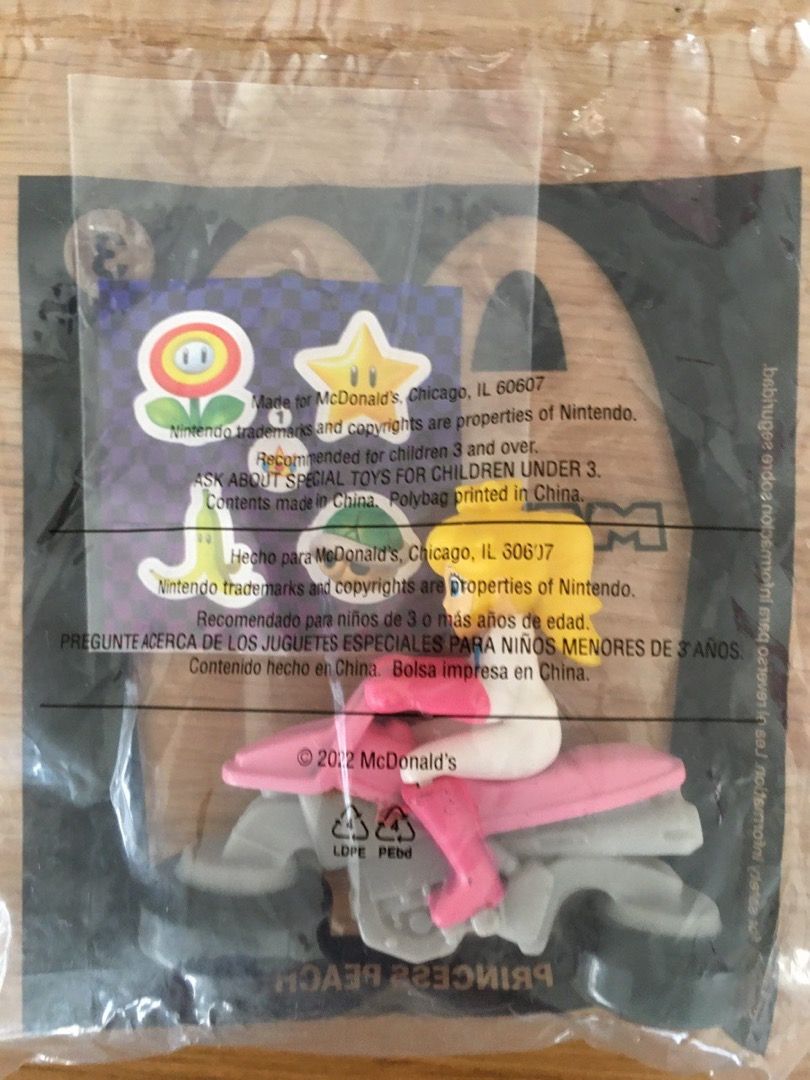 Made for McDonald's, Chicago, IL 60607
Nintendo trademarks and copyrights are properties of Nintendo.
1
Recommended for children 3 and over.
ASK ABOUT SPECIAL TOYS FOR CHILDREN UNDER 3.
Contents made in China. Polybag printed in China.
Hecho para McDonald's, Chicago, IL 60607
Nintendo trademarks and copyrights are properties of Nintendo.
Recomendado para niños de 3 o más años de edad.
PREGUNTE ACERCA DE LOS JUGUETES ESPECIALES PARA NIÑOS MENORES DE 3 AÑOS.
Contenido hecho en China. Bolsa impresa en China.
© 2022 McDonald's
4 4
LDPE PEbd
PRINCESS PEACH